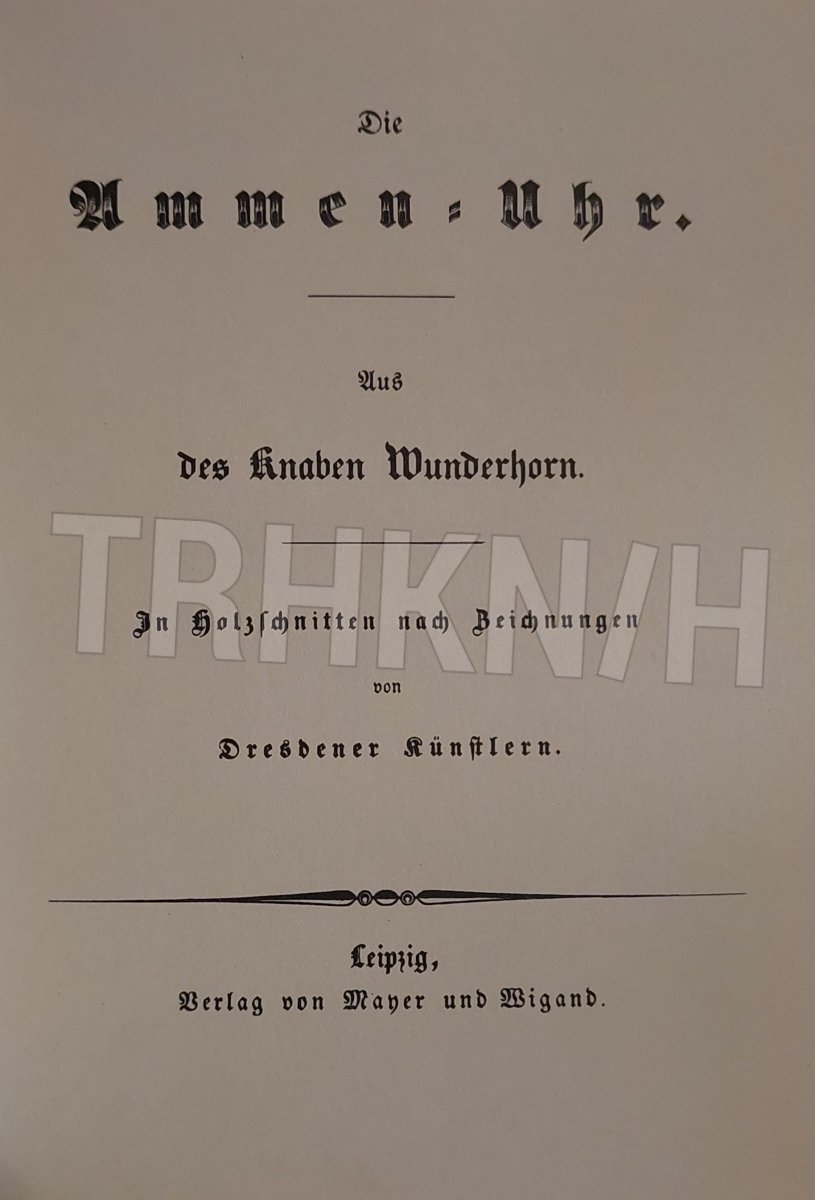 Die
Ammen-Uhr.
Aus
des Knaben Wunderhorn.
TRHKN/H
In Holzſchnitten nach Zeichnungen
von
Dresdener Künſtlern.
Leipzig,
Verlag von Mayer und Wigand.